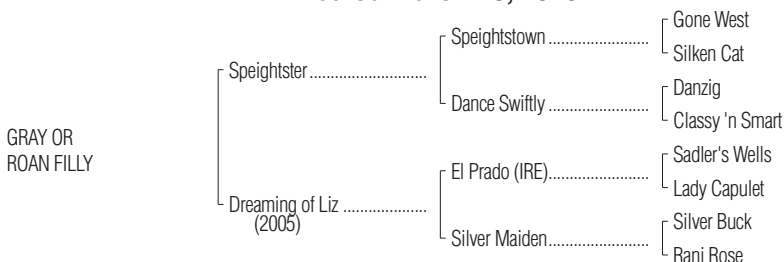 Gone West
Speightstown ........................
Silken Cat
Speightster ............................
Danzig
Dance Swiftly ........................
Classy 'n Smart
GRAY OR
ROAN FILLY
Sadler's Wells
El Prado (IRE)........................
Lady Capulet
Dreaming of Liz ....................
(2005)
Silver Buck
Silver Maiden........................
Rani Rose